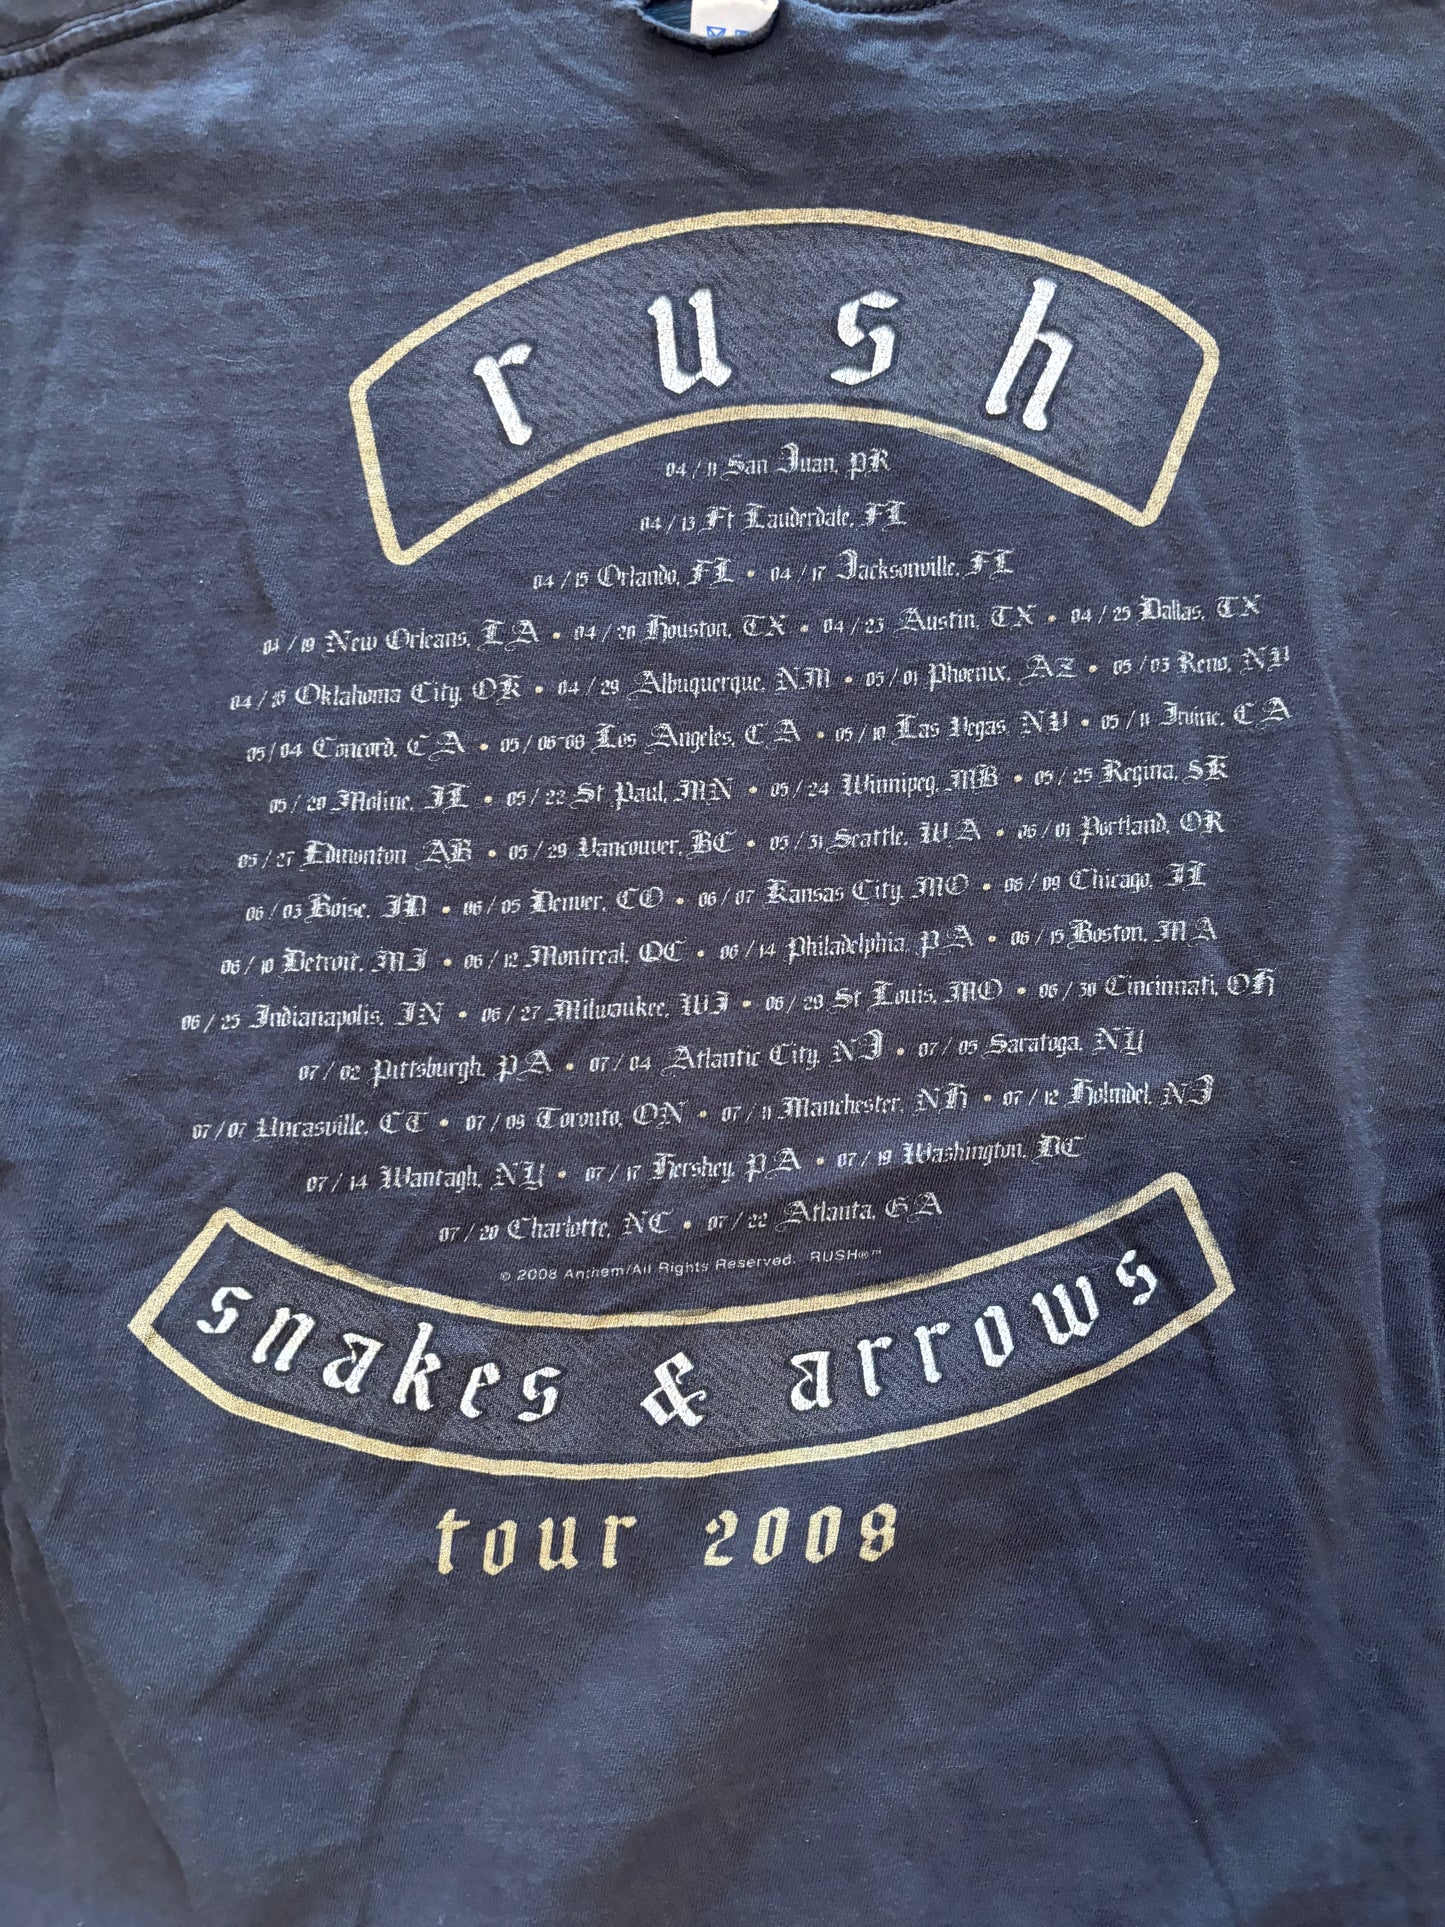 rush
04/11 San Juan, PR
04/13 Ft Lauderdale, FL
04/15 Orlando, FL • 04/17 Jacksonville, FL
04/19 New Orleans, LA • 04/20 Houston, TX • 04/23 Austin, TX • 04/25 Dallas, TX
04/26 Oklahoma City, OK • 04/29 Albuquerque, NM • 05/01 Phoenix, AZ • 05/03 Reno, NV
05/04 Concord, CA • 05/06-08 Los Angeles, CA • 05/10 Las Vegas, NV • 05/11 Irvine, CA
05/20 Moline, IL • 05/22 St Paul, MN • 05/24 Winnipeg, MB • 05/25 Regina, SK
05/27 Edmonton AB • 05/29 Vancouver, BC • 05/31 Seattle, WA • 06/01 Portland, OR
06/03 Boise, ID • 06/05 Denver, CO • 06/07 Kansas City, MO • 06/09 Chicago, IL
06/10 Detroit, MI • 06/12 Montreal, QC • 06/14 Philadelphia, PA • 06/15 Boston, MA
06/25 Indianapolis, IN • 06/27 Milwaukee, WI • 06/28 St Louis, MO • 06/30 Cincinnati, OH
07/02 Pittsburgh, PA • 07/04 Atlantic City, NJ • 07/05 Saratoga, NY
07/07 Uncasville, CT • 07/09 Toronto, ON • 07/11 Manchester, NH • 07/12 Holmdel, NJ
07/14 Wantagh, NY • 07/17 Hershey, PA • 07/19 Washington, DC
07/20 Charlotte, NC • 07/22 Atlanta, GA
© 2008 Anthem/All Rights Reserved. RUSH®™
snakes & arrows
tour 2008